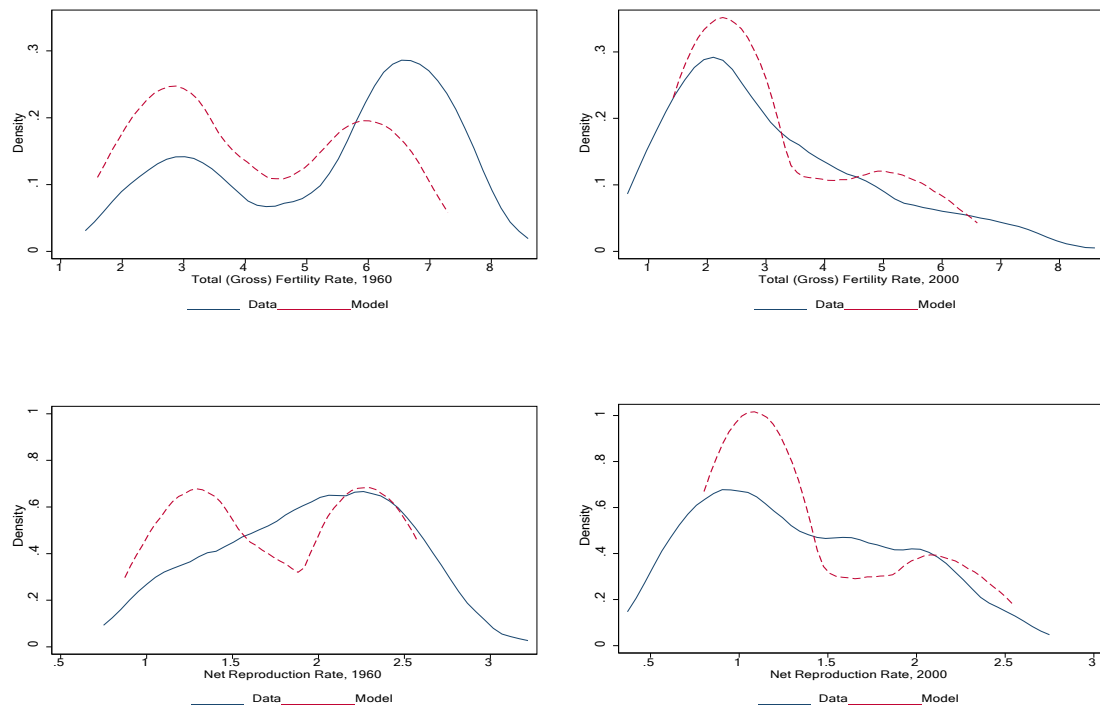 .3
.2
.1
0
Density
1 2 3 4 5 6 7 8
Total (Gross) Fertility Rate, 1960
Data Model
.3
.2
.1
0
Density
1 2 3 4 5 6 7 8
Total (Gross) Fertility Rate, 2000
Data Model
1
.8
.6
.4
.2
0
Density
.5 1 1.5 2 2.5 3
Net Reproduction Rate, 1960
Data Model
1
.8
.6
.4
.2
0
Density
.5 1 1.5 2 2.5 3
Net Reproduction Rate, 2000
Data Model